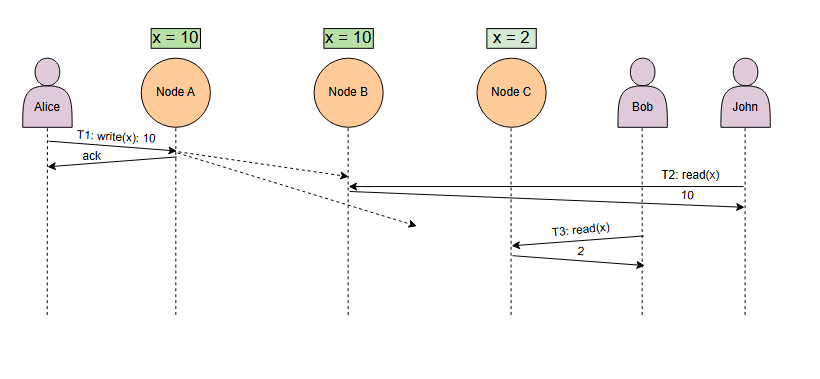 x = 10
x = 10
x = 2
Alice
Node A
Node B
Node C
Bob
John
T1: write(x): 10
ack
T2: read(x)
10
T3: read(x)
2